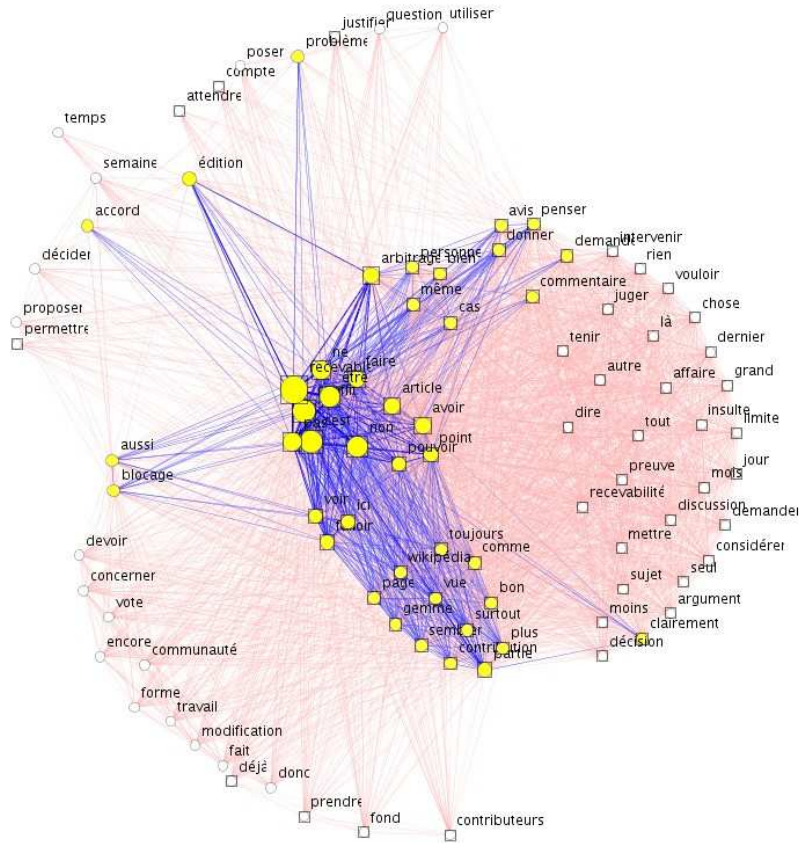 question
utiliser
justifier
problème
poser
compte
attendre
temps
semaine
édition
accord
avis
penser
donner
demande
intervenir
personne
arbitrage
bien
rien
décider
même
commentaire
vouloir
juger
chose
cas
là
proposer
permettre
tenir
dernier
ne
recevable
faire
être
autre
affaire
grand
article
avoir
dire
tout
insulte
limite
non
point
aussi
pouvoir
blocage
preuve
mois
jour
recevabilité
voir
ici
discussion
demander
falloir
toujours
comme
mettre
considérer
devoir
wikipédia
seul
concerner
page
vue
bon
sujet
argument
vote
gemme
surtout
moins
clairement
encore
communauté
sembler
plus
contribution
partie
décision
forme
travail
modification
fait
déjà
donc
prendre
fond
contributeurs